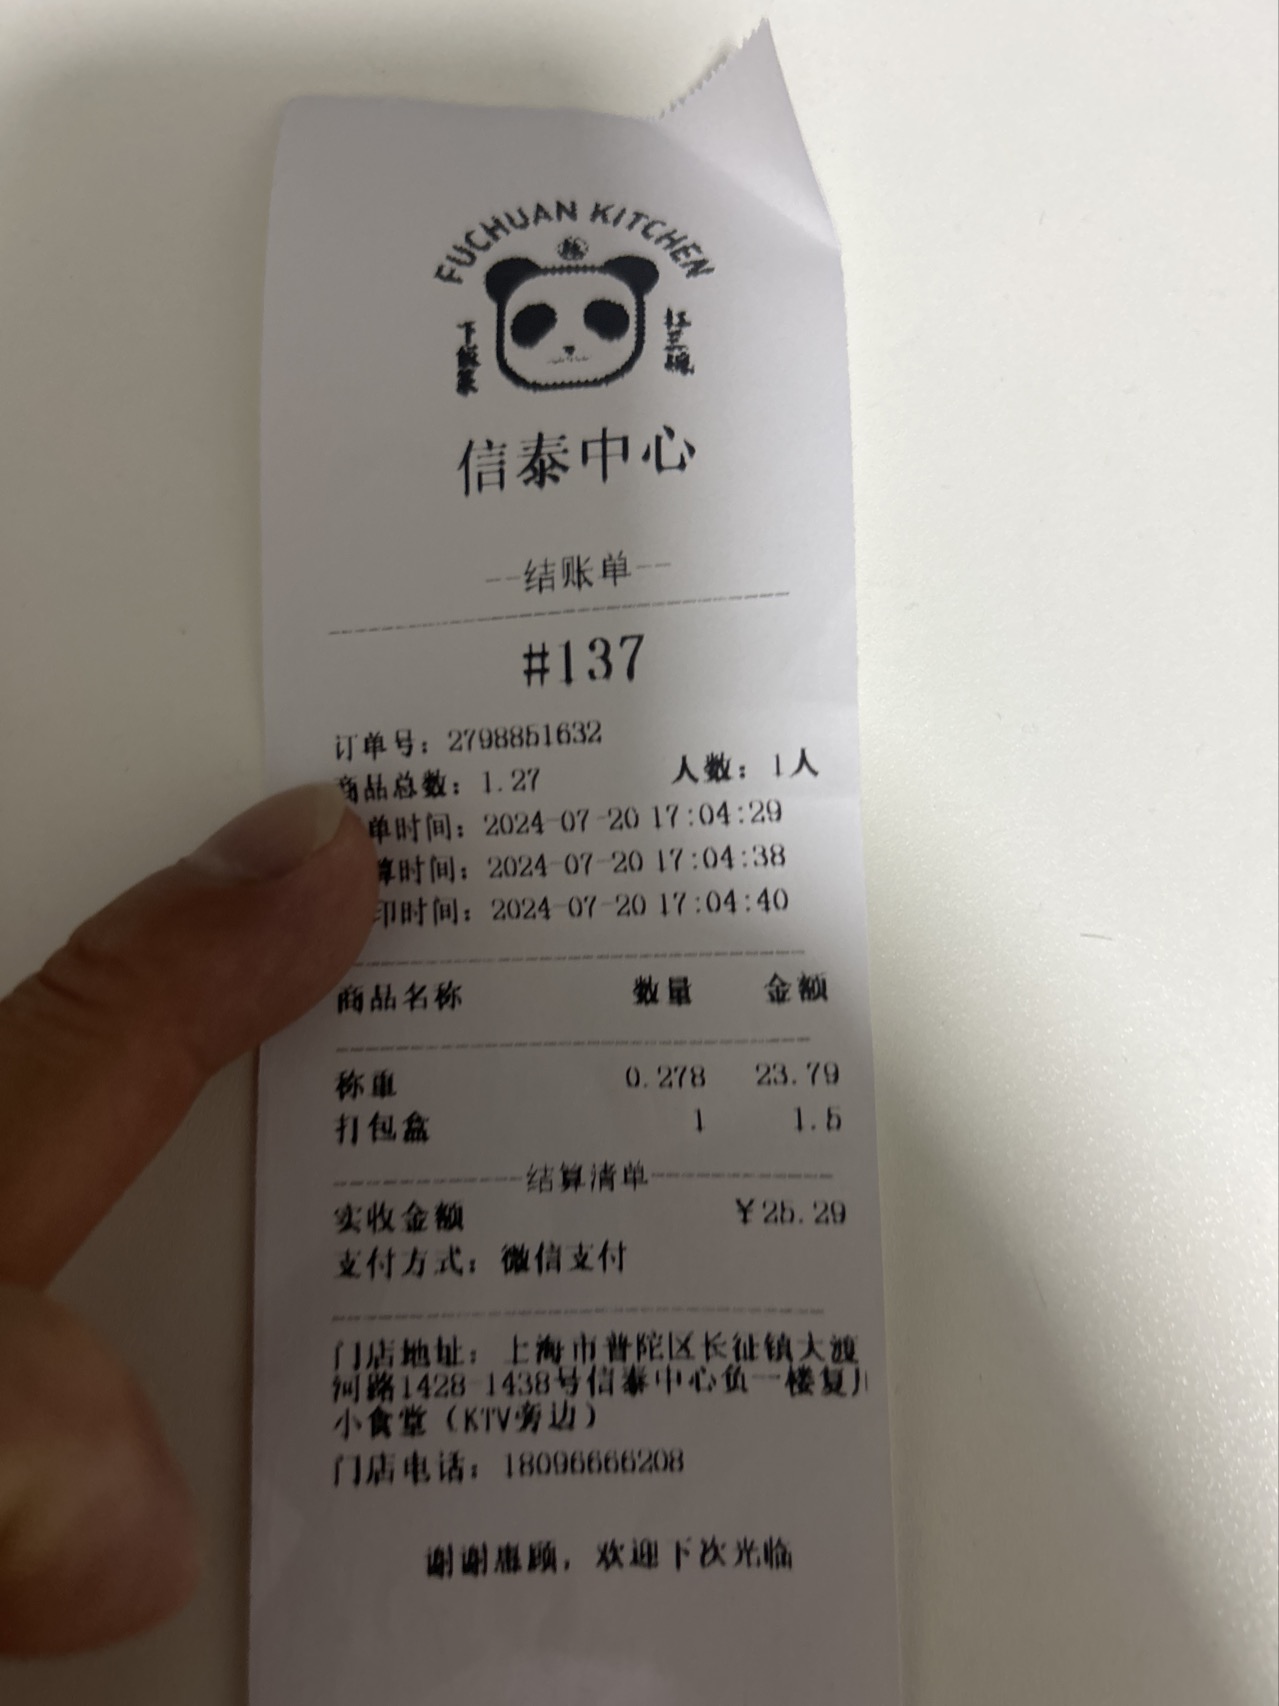 FUCHUAN KITCHEN
下饭菜
扛三碗
信泰中心
--结账单--
#137
订单号：2798851632
商品总数：1.27 人数：1人
单时间：2024-07-20 17:04:29
算时间：2024-07-20 17:04:38
印时间：2024-07-20 17:04:40
商品名称 数量 金额
称重 0.278 23.79
打包盒 1 1.5
结算清单
实收金额 ￥25.29
支付方式：微信支付
门店地址：上海市普陀区长征镇大渡
河路1428-1438号信泰中心负一楼复
小食堂（KTV旁边）
门店电话：18096666208
谢谢惠顾，欢迎下次光临